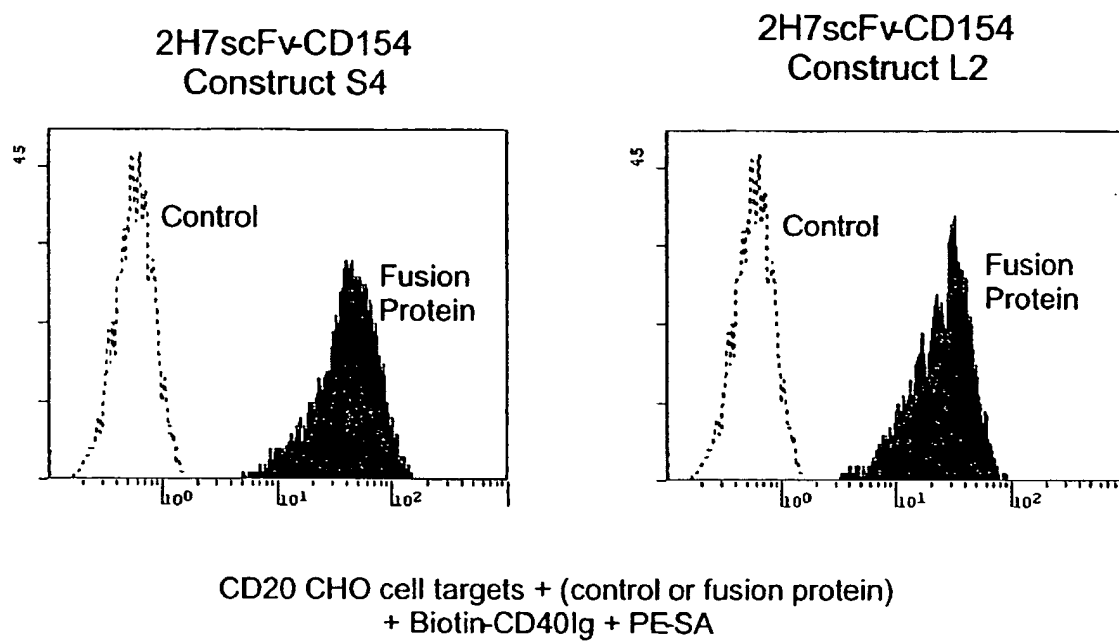 2H7scFv-CD154
Construct S4
45
Control
Fusion
Protein
10⁰ 10¹ 10²
2H7scFv-CD154
Construct L2
45
Control
Fusion
Protein
10⁰ 10¹ 10²
CD20 CHO cell targets + (control or fusion protein)
+ Biotin-CD40Ig + PE-SA